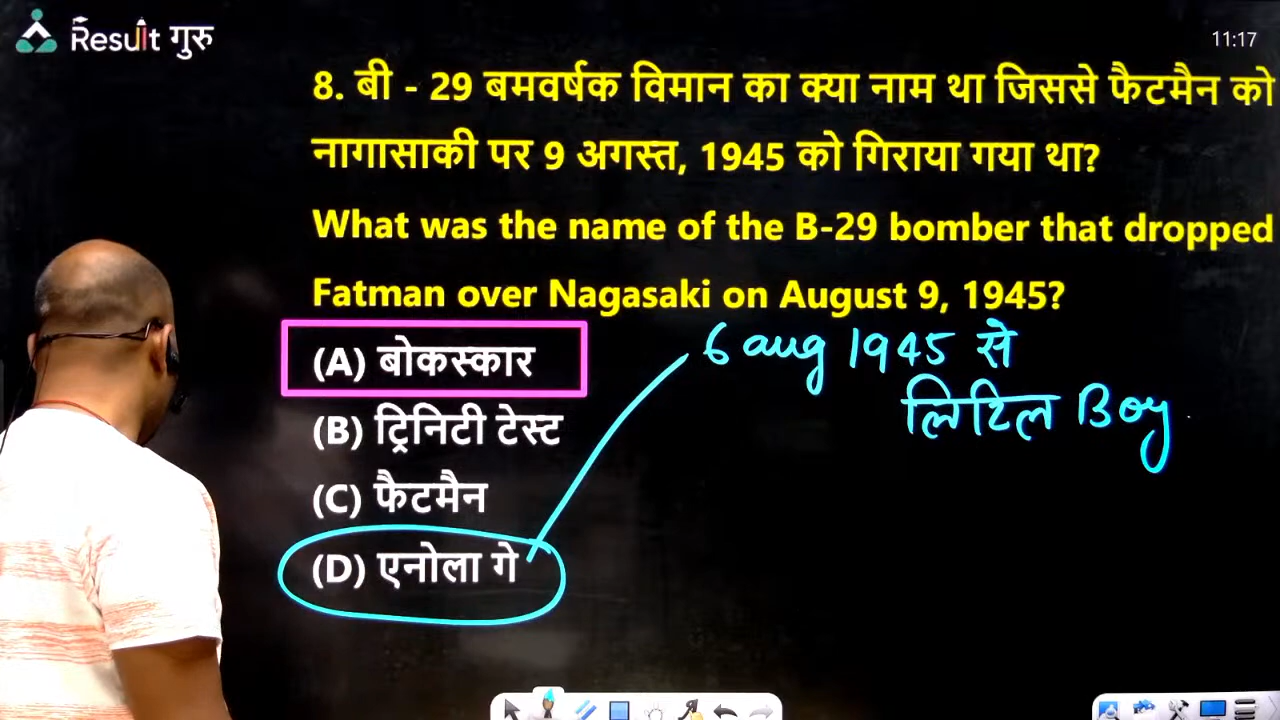 Result गुरु
11:17
8. बी - 29 बमवर्षक विमान का क्या नाम था जिससे फैटमैन को
नागासाकी पर 9 अगस्त, 1945 को गिराया गया था?
What was the name of the B-29 bomber that dropped
Fatman over Nagasaki on August 9, 1945?
(A) बोकस्कार
6 aug 1945 से
लिटिल Boy
(B) ट्रिनिटी टेस्ट
(C) फैटमैन
(D) एनोला गे